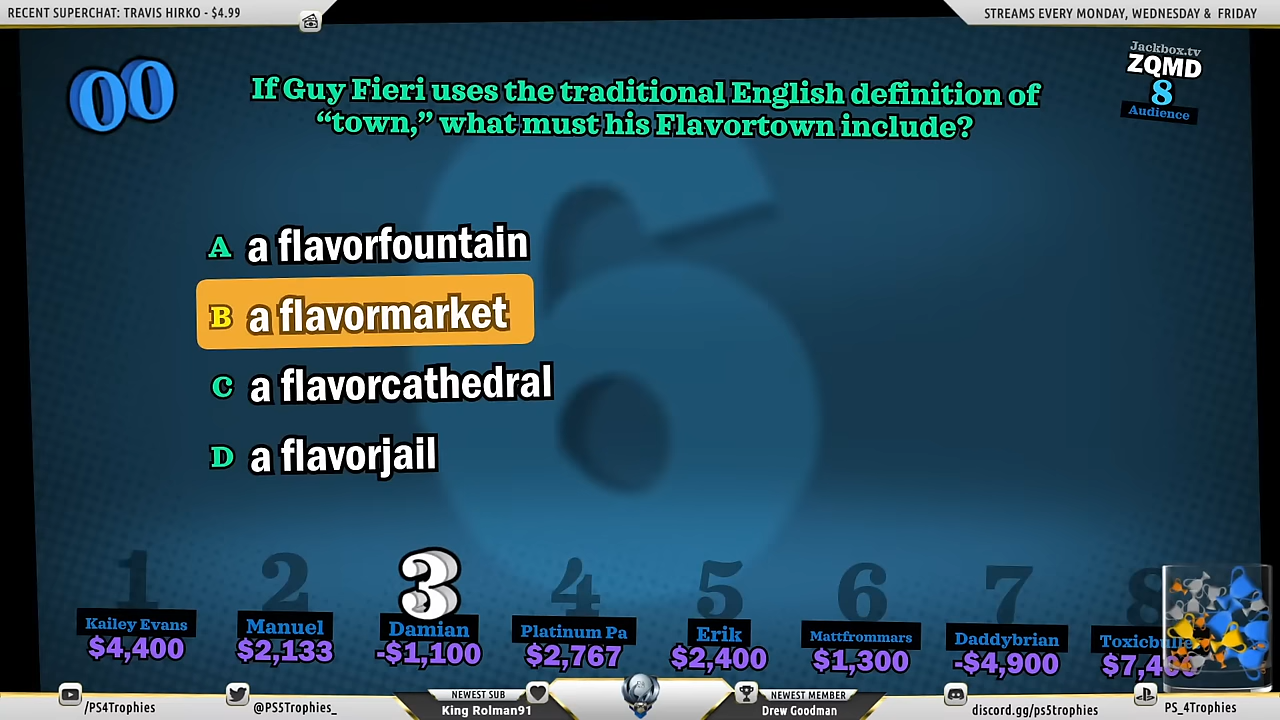 RECENT SUPERCHAT: TRAVIS HIRKO - $4.99
STREAMS EVERY MONDAY, WEDNESDAY & FRIDAY
00
If Guy Fieri uses the traditional English definition of
“town,” what must his Flavortown include?
Jackbox.tv
ZQMD
8
Audience
6
A a flavorfountain
B a flavormarket
C a flavorcathedral
D a flavorjail
1 2 3 4 5 6 7 8
Kailey Evans Manuel Damian Platinum Pa Erik Mattfrommars Daddybrian
$4,400 $2,133 -$1,100 $2,767 $2,400 $1,300 -$4,900
/PS4Trophies
@PS5Trophies_
NEWEST SUB
King Rolman91
NEWEST MEMBER
Drew Goodman
discord.gg/ps5trophies
PS_4Trophies